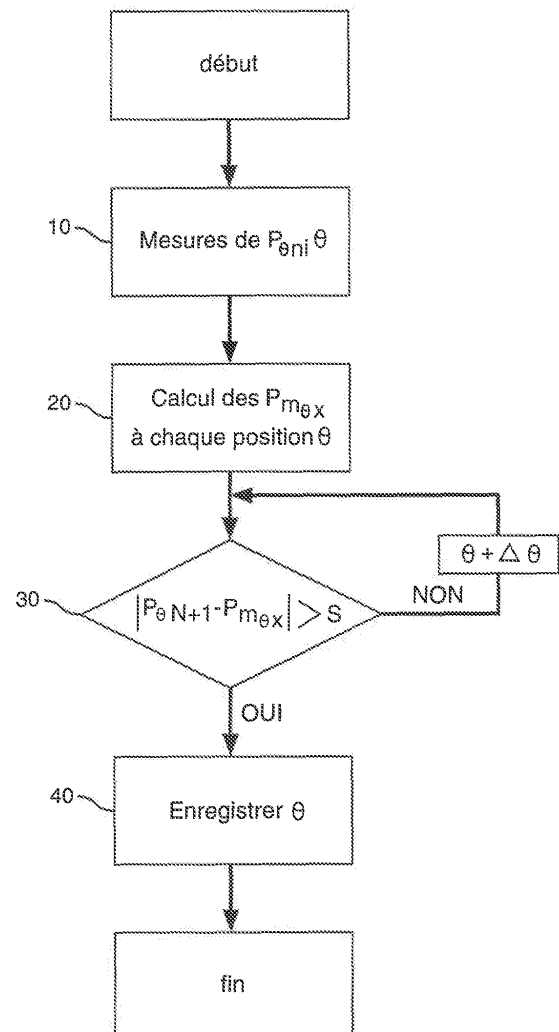 début
10
Mesures de Pθni θ
20
Calcul des Pmθx
à chaque position θ
θ + Δ θ
30
|Pθ N+1-Pmθx| > S
NON
OUI
40
Enregistrer θ
fin